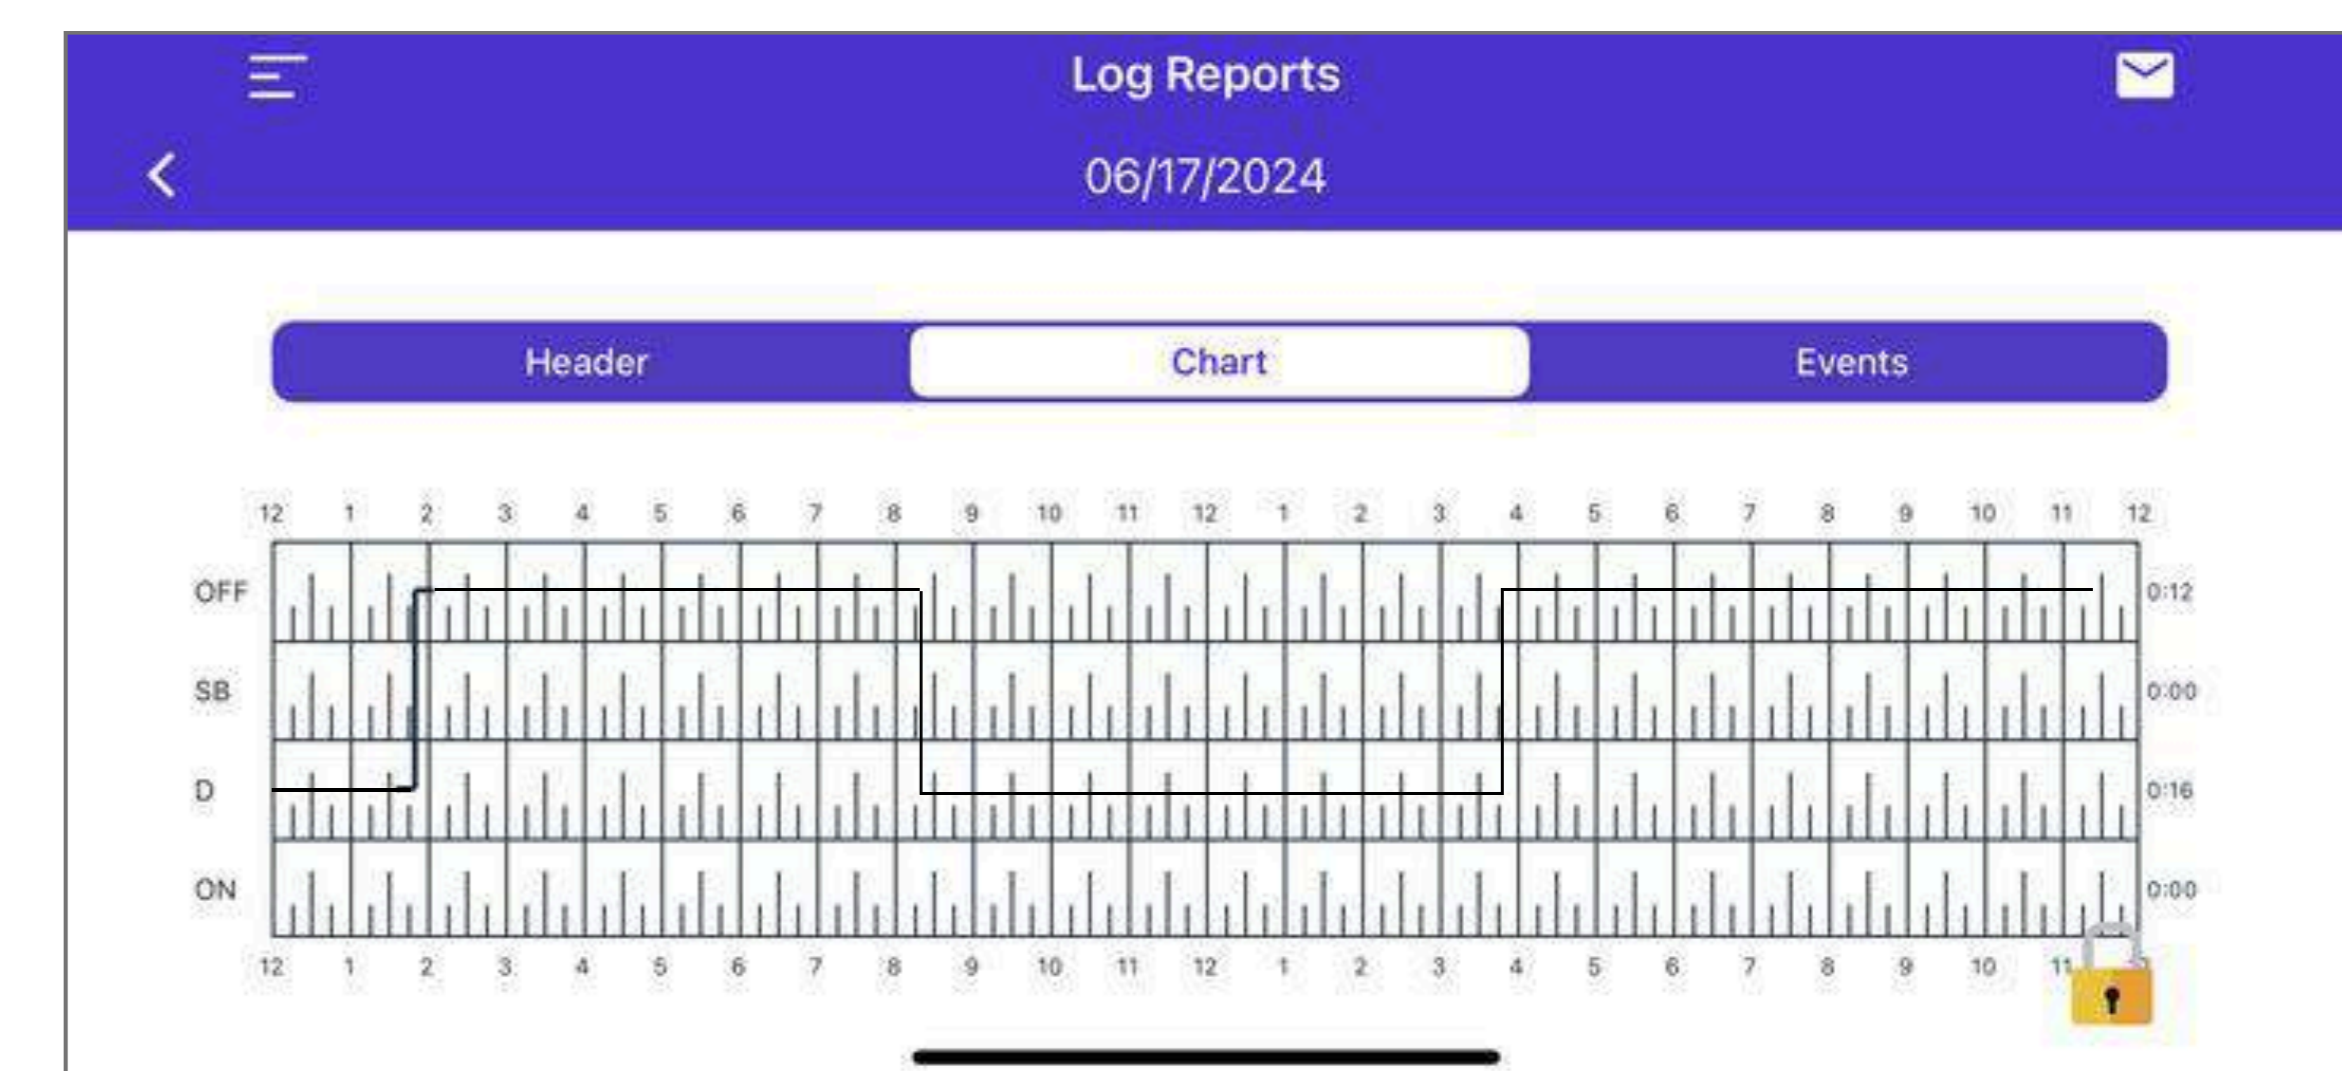 Log Reports
06/17/2024
Header Chart Events
12 1 2 3 4 5 6 7 8 9 10 11 12 1 2 3 4 5 6 7 8 9 10 11 12
OFF 0:12
SB 0:00
D 0:16
ON 0:00
12 1 2 3 4 5 6 7 8 9 10 11 12 1 2 3 4 5 6 7 8 9 10 11